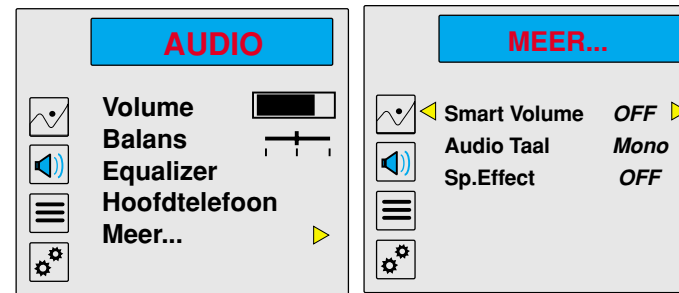 AUDIO
Volume
Balans
Equalizer
Hoofdtelefoon
Meer...
MEER...
Smart Volume OFF
Audio Taal Mono
Sp.Effect OFF